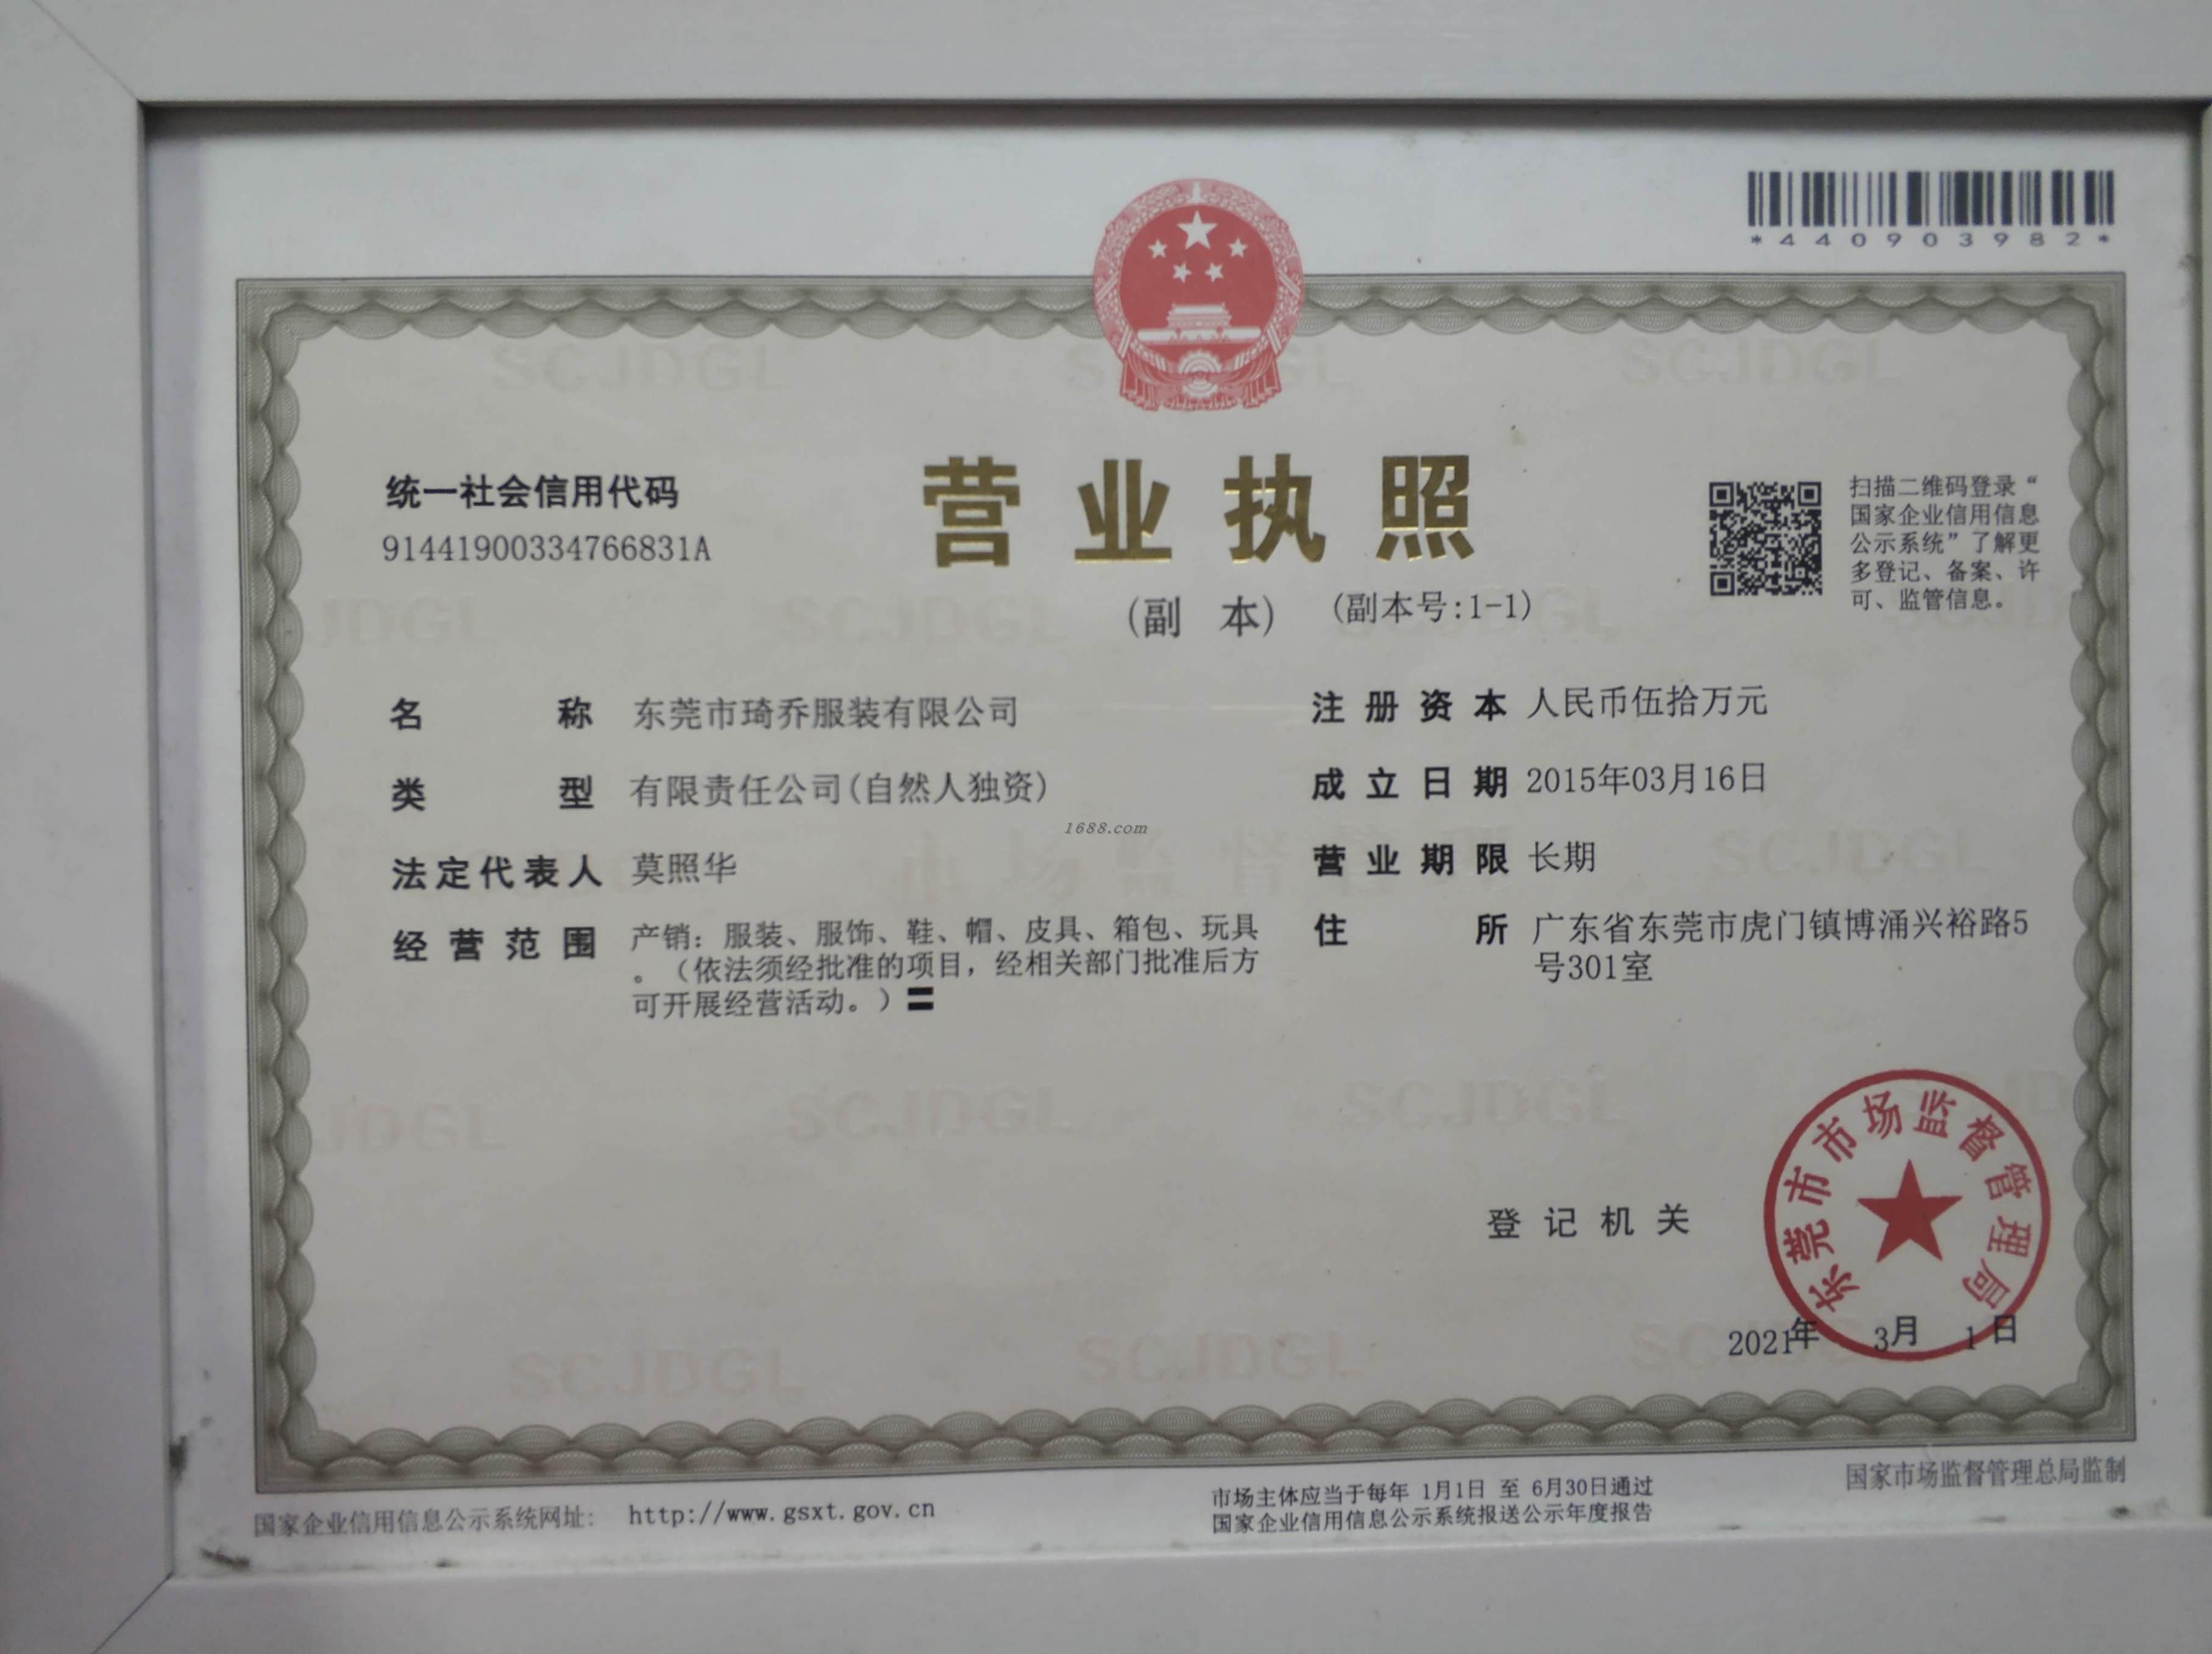 *440903982*
统一社会信用代码
91441900334766831A
营业执照
(副 本) (副本号:1-1)
扫描二维码登录“
国家企业信用信息
公示系统”了解更
多登记、备案、许
可、监管信息。
名 称 东莞市琦乔服装有限公司
类 型 有限责任公司(自然人独资)
法定代表人 莫照华
经营范围 产销：服装、服饰、鞋、帽、皮具、箱包、玩具
。（依法须经批准的项目，经相关部门批准后方
可开展经营活动。）〓
注册资本 人民币伍拾万元
成立日期 2015年03月16日
营业期限 长期
住 所 广东省东莞市虎门镇博涌兴裕路5
号301室
1688.com
登记机关
东莞市市场监督管理局
2021年 3月 1日
国家企业信用信息公示系统网址: http://www.gsxt.gov.cn
市场主体应当于每年 1月1日 至 6月30日通过
国家企业信用信息公示系统报送公示年度报告
国家市场监督管理总局监制
SCJDGL